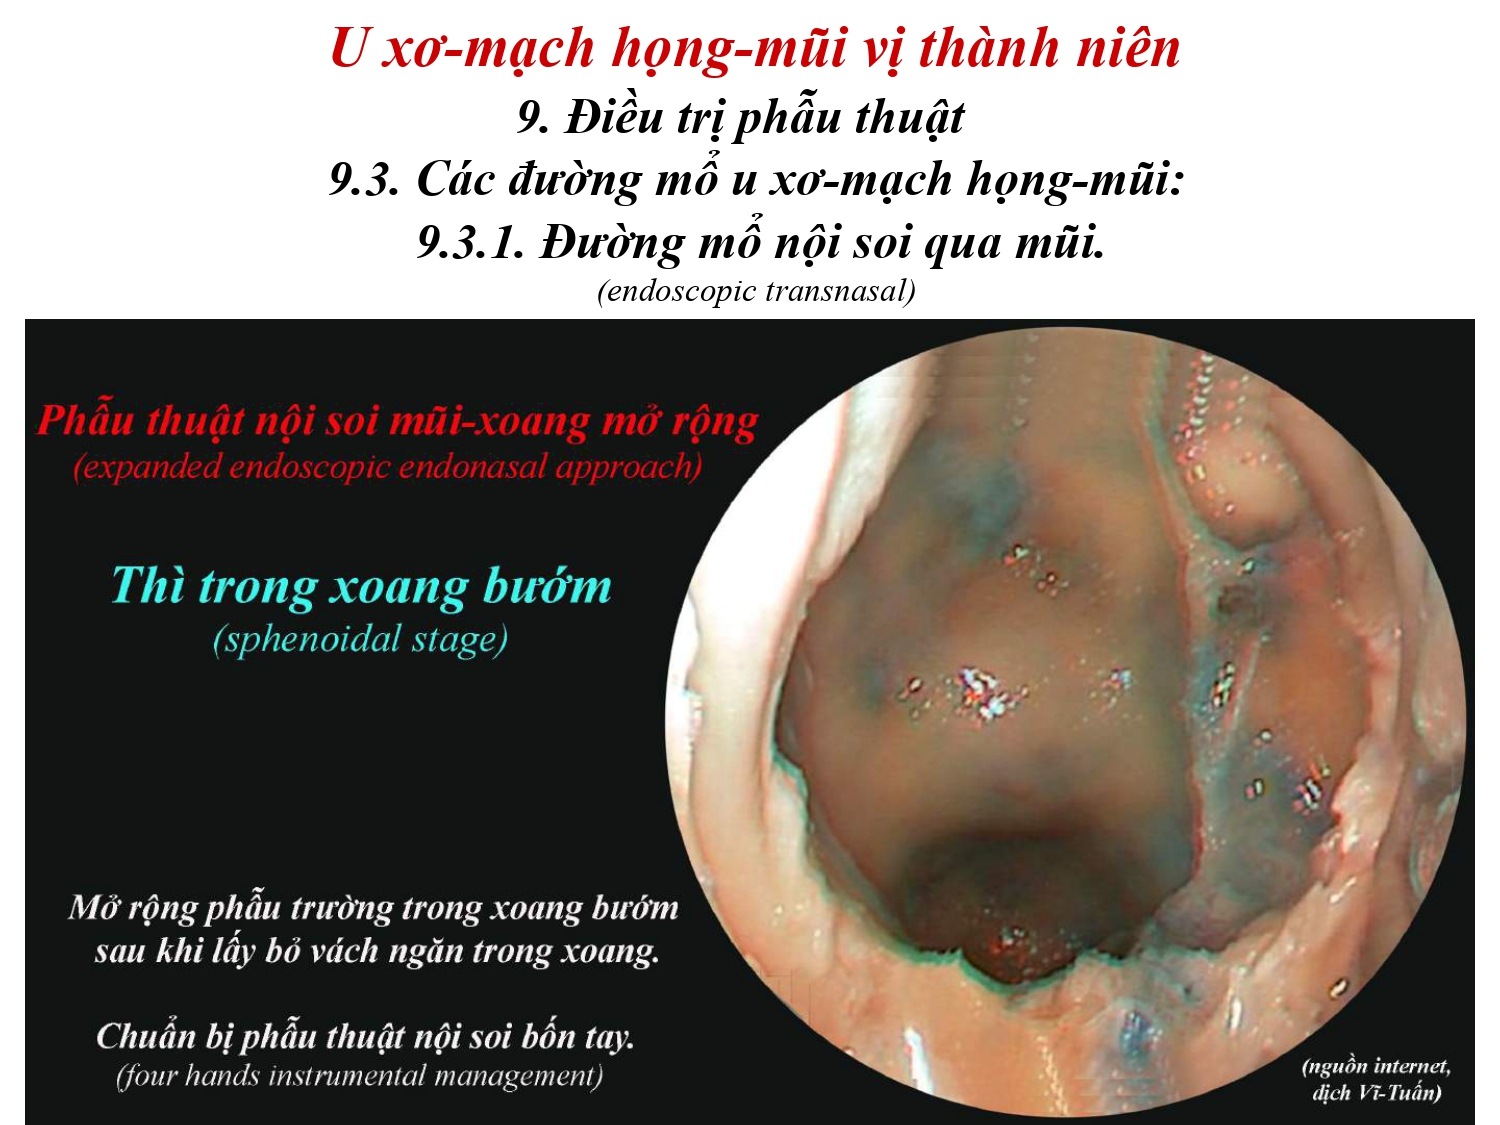 U xơ-mạch họng-mũi vị thành niên
9. Điều trị phẫu thuật
9.3. Các đường mổ u xơ-mạch họng-mũi:
9.3.1. Đường mổ nội soi qua mũi.
(endoscopic transnasal)
Phẫu thuật nội soi mũi-xoang mở rộng
(expanded endoscopic endonasal approach)
Thì trong xoang bướm
(sphenoidal stage)
Mở rộng phẫu trường trong xoang bướm
sau khi lấy bỏ vách ngăn trong xoang.
Chuẩn bị phẫu thuật nội soi bốn tay.
(four hands instrumental management)
(nguồn internet,
dịch Vĩ-Tuấn)